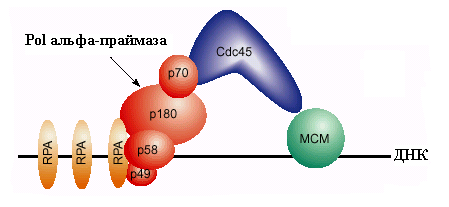 Cdc45
Pol альфа-праймаза
p70
p180
MCM
RPA
RPA
RPA
p58
ДНК
p49